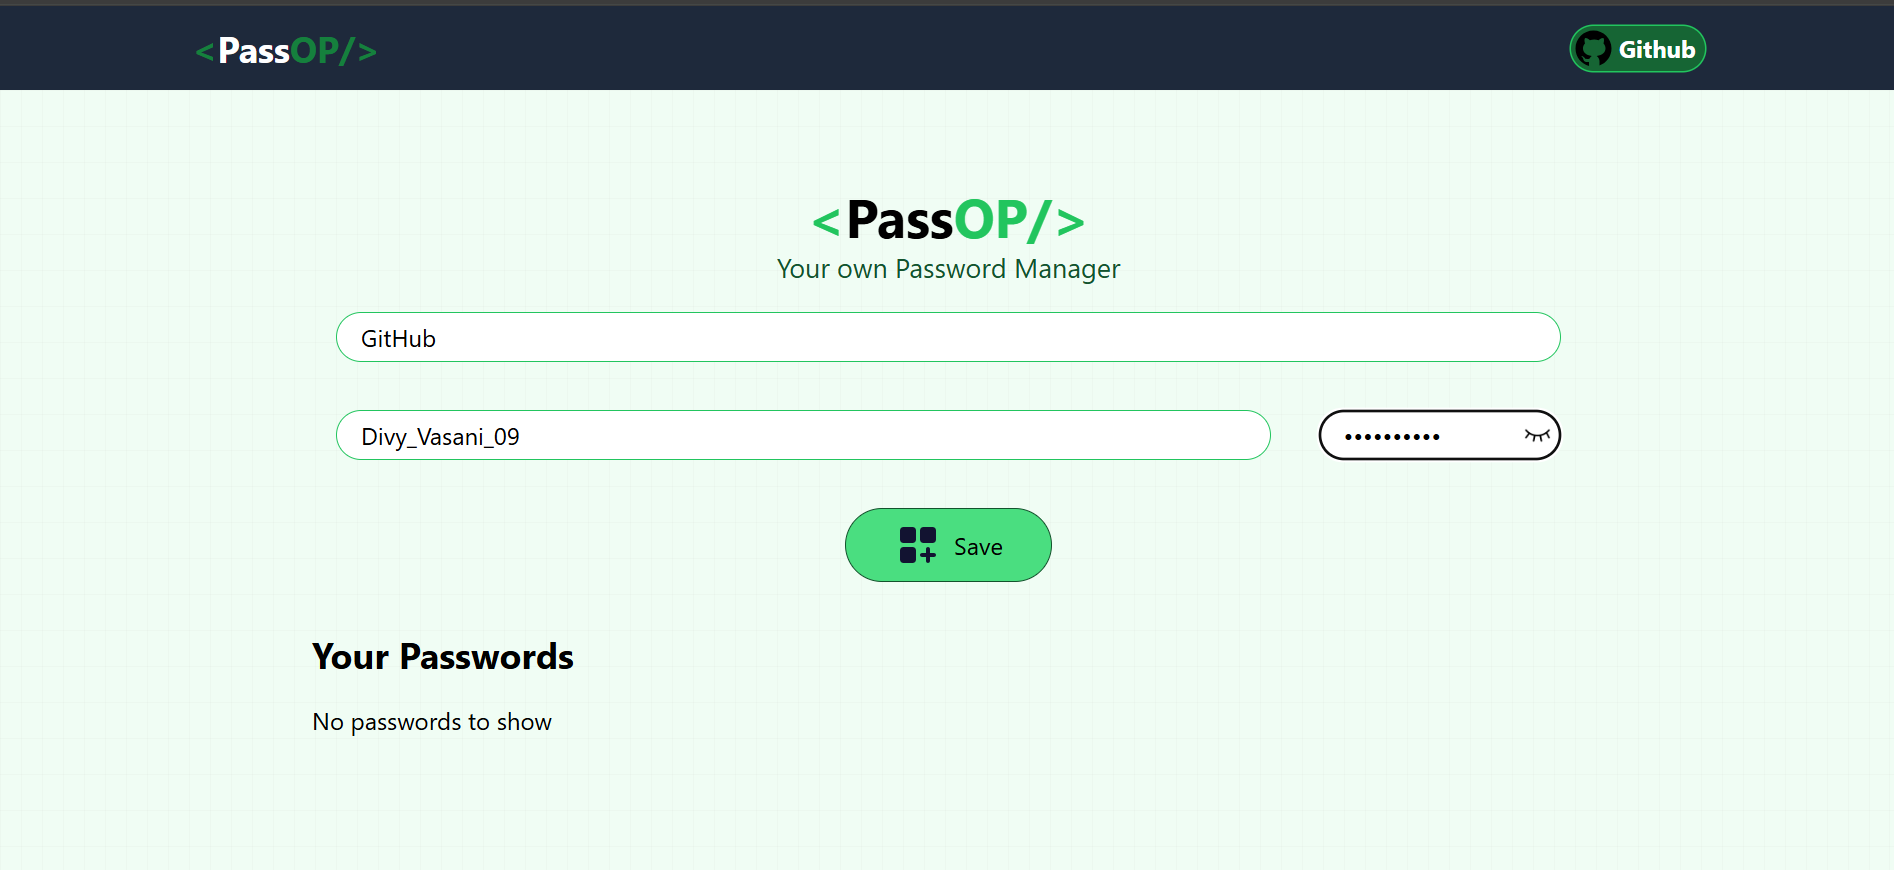 <PassOP/>
Github
<PassOP/>
Your own Password Manager
GitHub
Divy_Vasani_09
••••••••••
Save
Your Passwords
No passwords to show